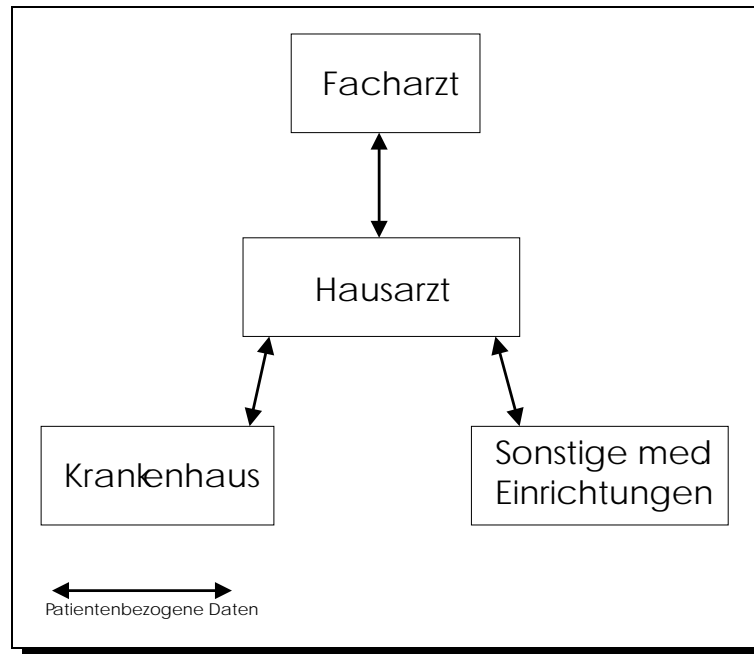 Facharzt
Hausarzt
Krankenhaus
Sonstige med
Einrichtungen
Patientenbezogene Daten